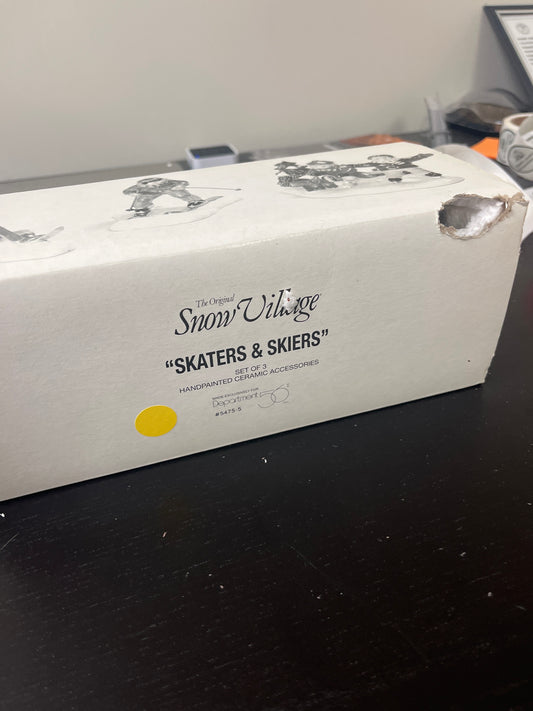 The Original
Snow Village
"SKATERS & SKIERS"
SET OF 3
HANDPAINTED CERAMIC ACCESSORIES
MADE EXCLUSIVELY FOR
Department 56
#5475-5